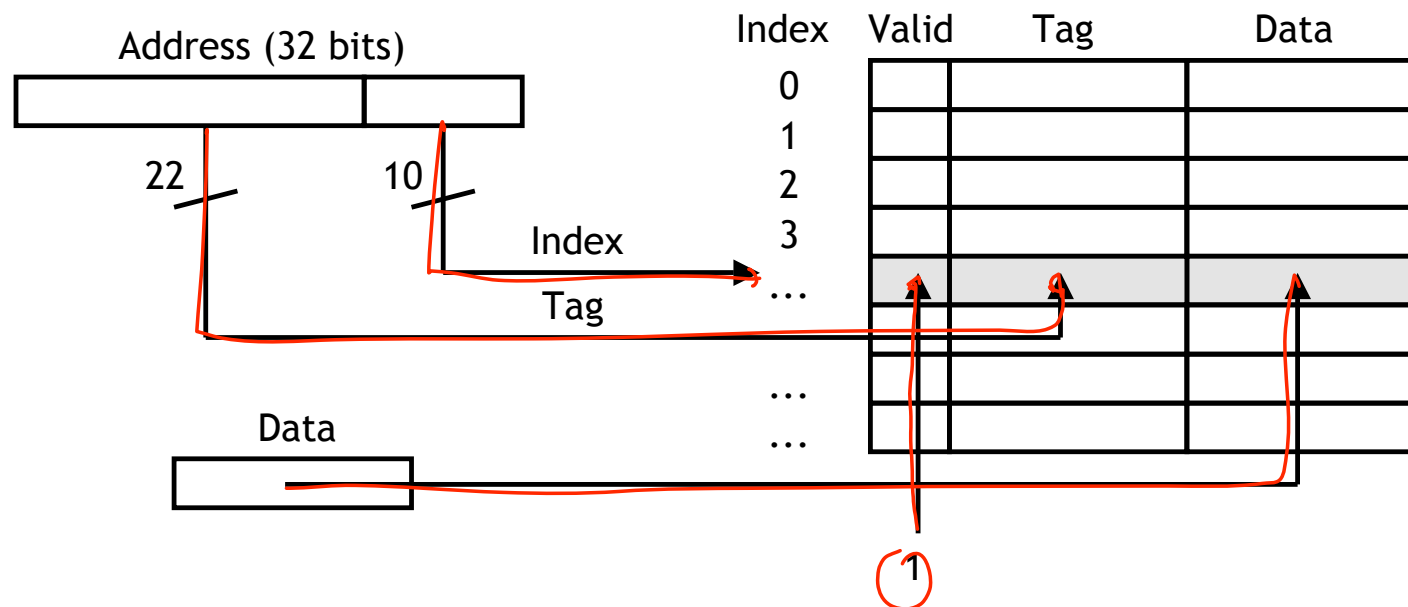 Address (32 bits)
Index Valid Tag Data
0
1
2
3
...
...
...
22
10
Index
Tag
Data
1